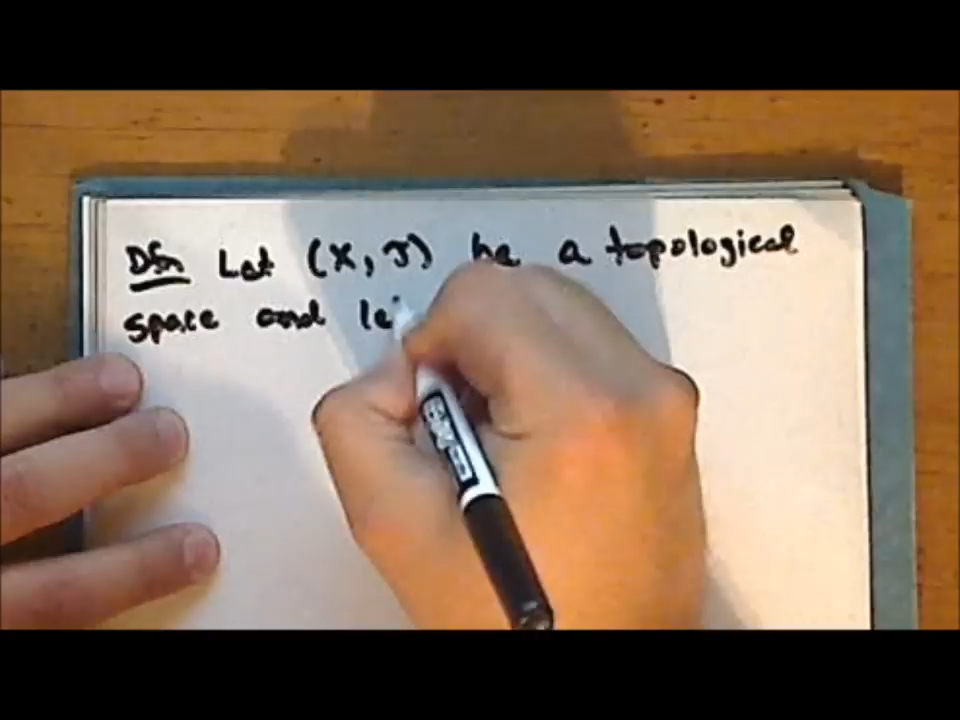 Dfn Let (X, J) be a topological
space and le